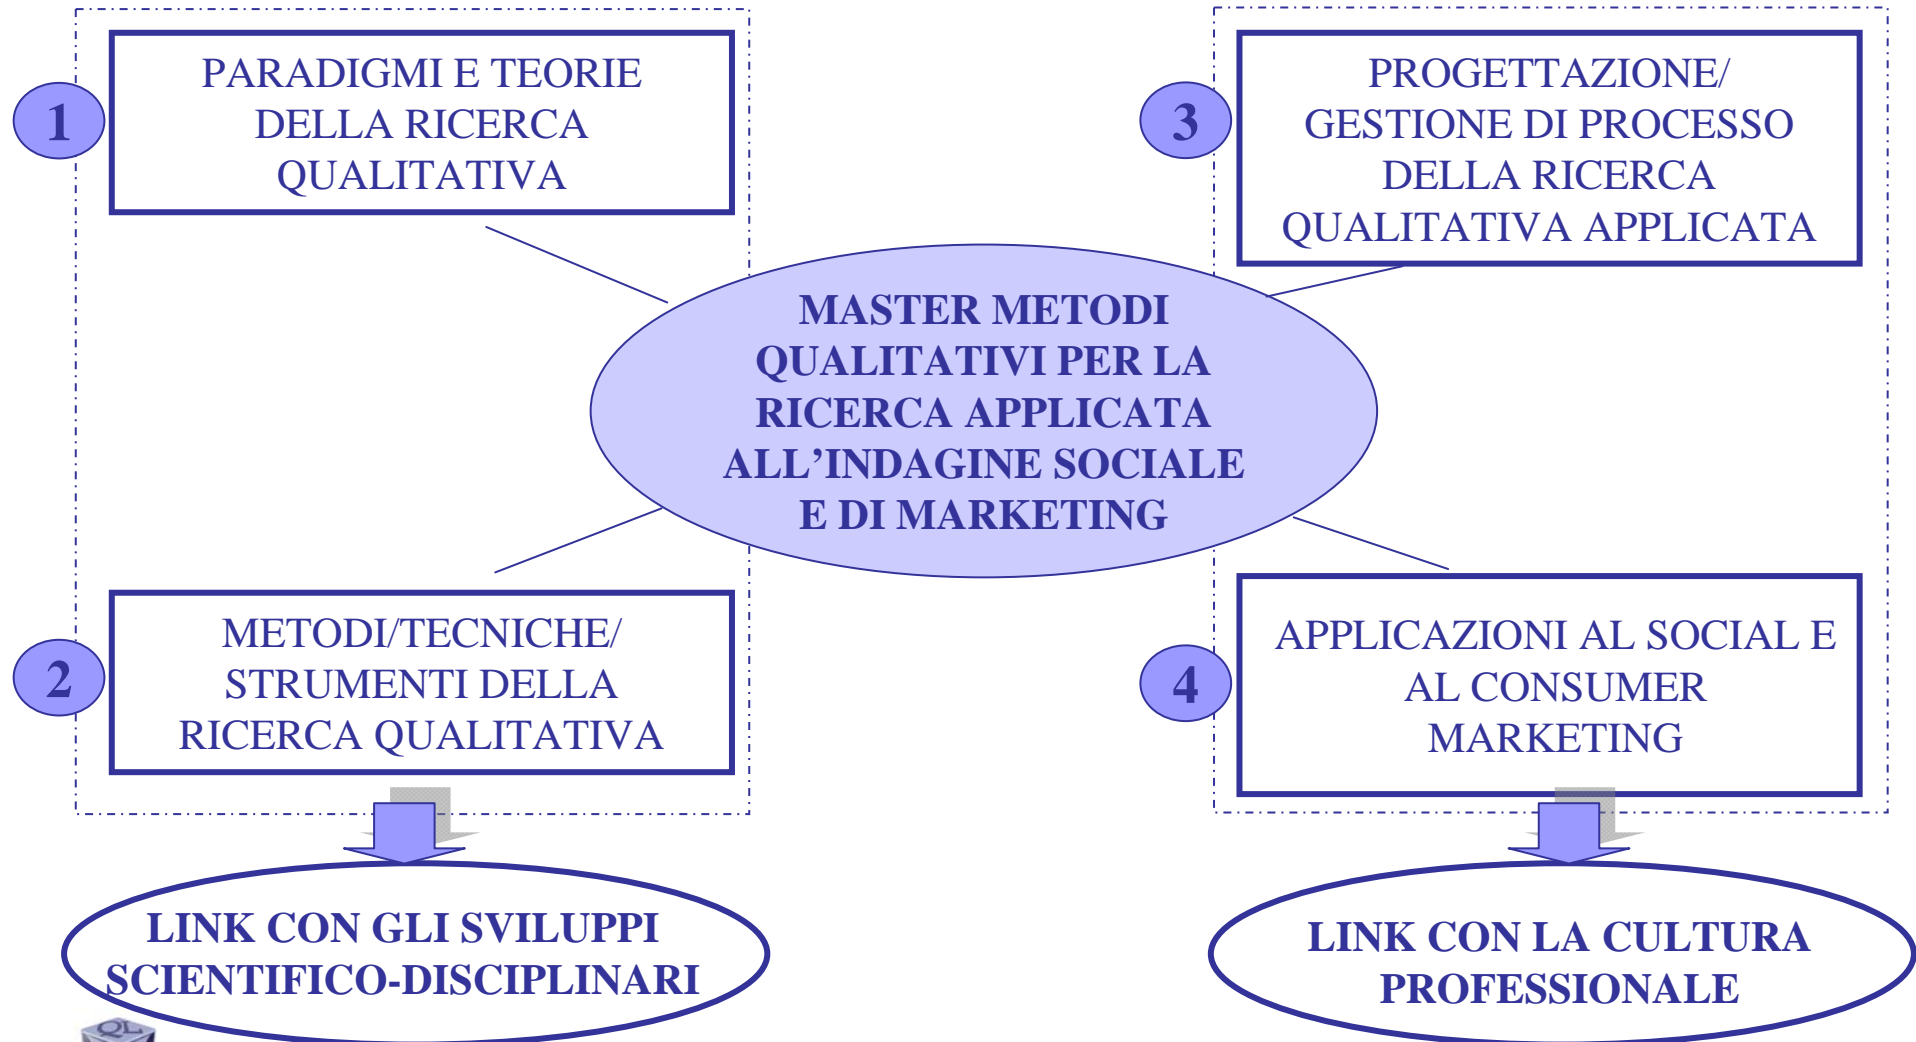 1
PARADIGMI E TEORIE
DELLA RICERCA
QUALITATIVA
3
PROGETTAZIONE/
GESTIONE DI PROCESSO
DELLA RICERCA
QUALITATIVA APPLICATA
MASTER METODI
QUALITATIVI PER LA
RICERCA APPLICATA
ALL’INDAGINE SOCIALE
E DI MARKETING
2
METODI/TECNICHE/
STRUMENTI DELLA
RICERCA QUALITATIVA
4
APPLICAZIONI AL SOCIAL E
AL CONSUMER
MARKETING
LINK CON GLI SVILUPPI
SCIENTIFICO-DISCIPLINARI
LINK CON LA CULTURA
PROFESSIONALE
QL